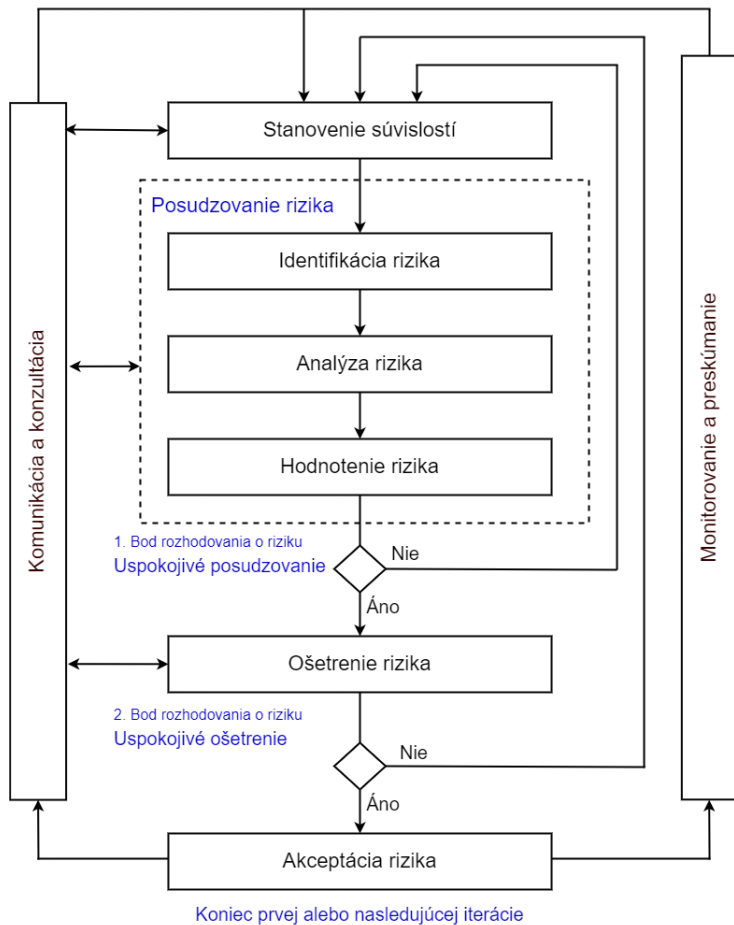 Stanovenie súvislostí
Posudzovanie rizika
Identifikácia rizika
Analýza rizika
Hodnotenie rizika
1. Bod rozhodovania o riziku
Uspokojivé posudzovanie
Nie
Áno
Ošetrenie rizika
2. Bod rozhodovania o riziku
Uspokojivé ošetrenie
Nie
Áno
Akceptácia rizika
Koniec prvej alebo nasledujúcej iterácie
Komunikácia a konzultácia
Monitorovanie a preskúmanie